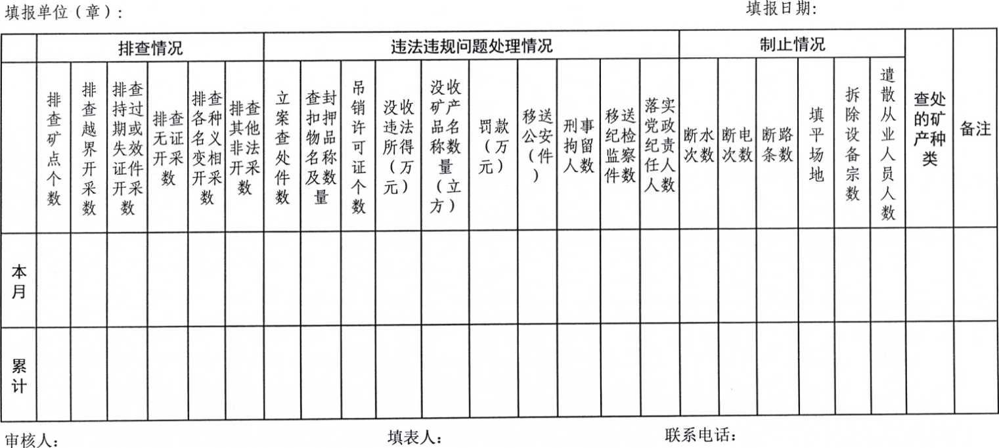 填报单位（章）： 填报日期:
排查情况 违法违规问题处理情况 制止情况 查处的矿产种类 备注
排查矿点个数 排查越界开采数 排查持过期或失效证件开采数 排查无证开采数 排查各种名义变相开采数 排查其他非法开采数 立案查处件数 查封扣押物品名称及数量 吊销许可证个数 没收违法所得（万元） 没收矿产品名称数量（立方） 罚款（万元） 移送公安（件） 刑事拘留人数 移送纪检监察件数 落实党政纪责任人人数 断水次数 断电次数 断路条数 填平场地 拆除设备宗数 遣散从业人员人数
本月
累计
审核人： 填表人： 联系电话：